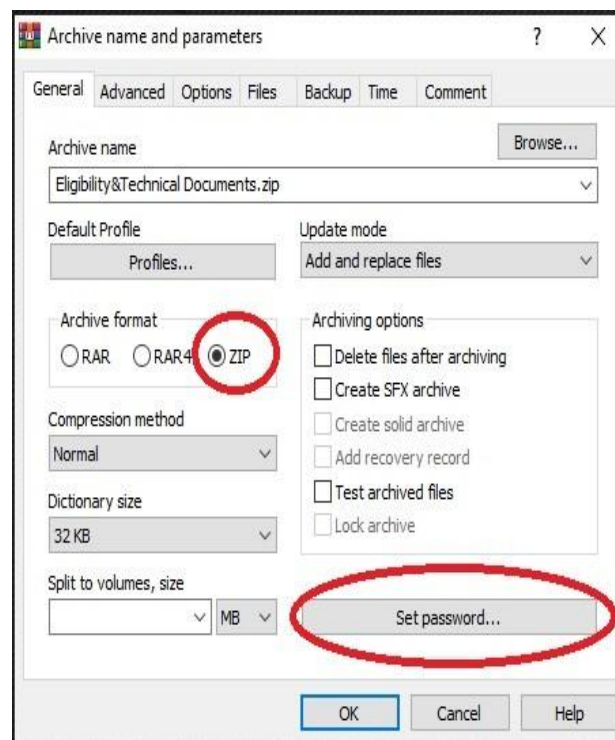 Archive name and parameters ? X
General Advanced Options Files Backup Time Comment
Browse...
Archive name
Eligibility&Technical Documents.zip
Default Profile
Profiles...
Update mode
Add and replace files
Archive format
RAR RAR4 ZIP
Compression method
Normal
Dictionary size
32 KB
Split to volumes, size
MB
Archiving options
Delete files after archiving
Create SFX archive
Create solid archive
Add recovery record
Test archived files
Lock archive
Set password...
OK Cancel Help